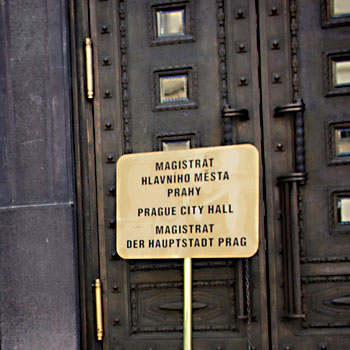 MAGISTRÁT
HLAVNÍHO MĚSTA
PRAHY
PRAGUE CITY HALL
MAGISTRAT
DER HAUPTSTADT PRAG